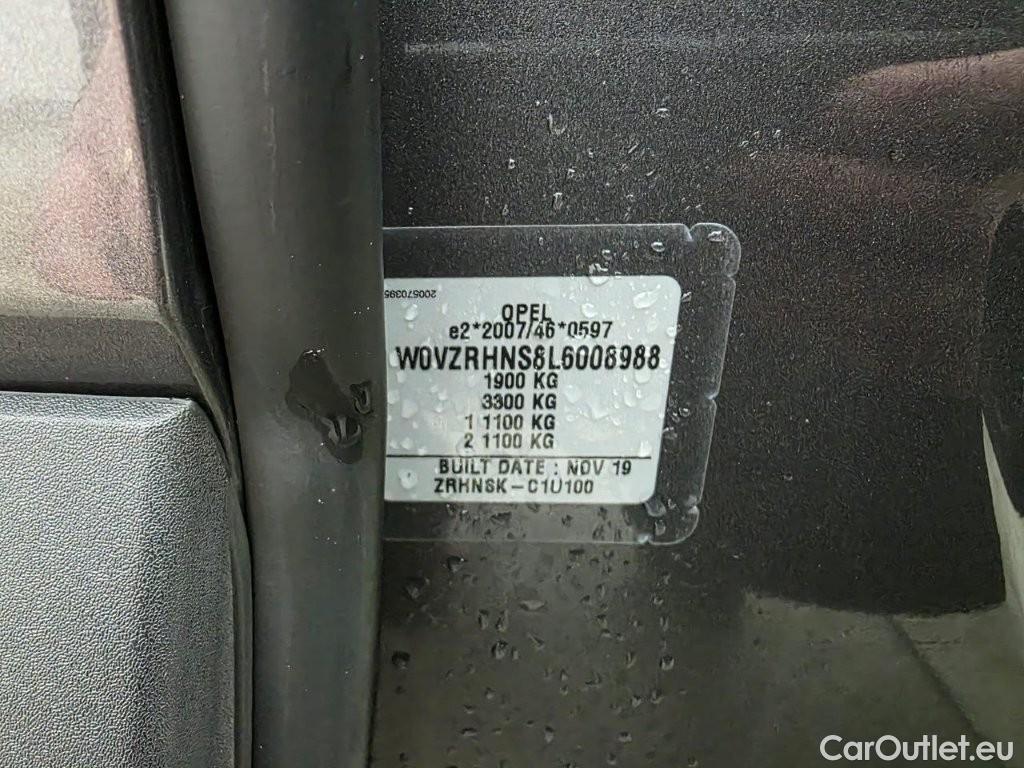 200570395
OPEL
e2*2007/46*0597
W0VZRHNS8L6008988
1900 KG
3300 KG
1 1100 KG
2 1100 KG
BUILT DATE : NOV 19
ZRHNSK-C1U100
CarOutlet.eu